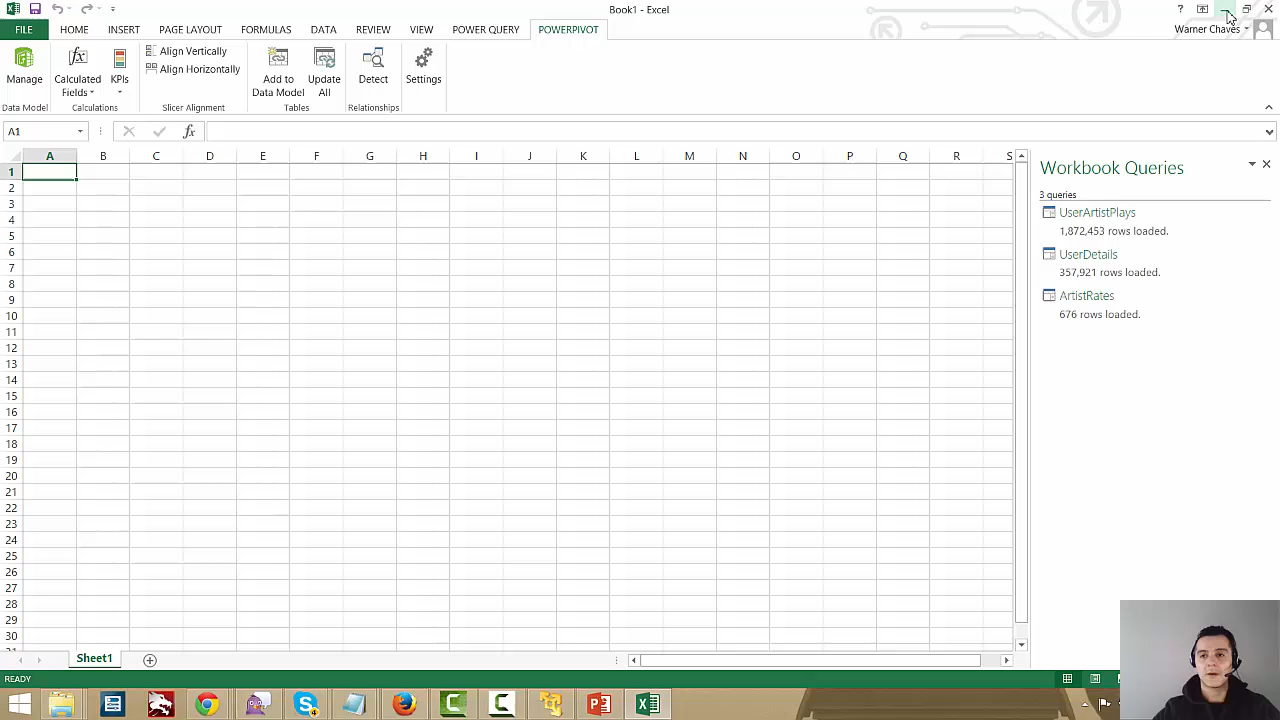 Book1 - Excel
?
FILE HOME INSERT PAGE LAYOUT FORMULAS DATA REVIEW VIEW POWER QUERY POWERPIVOT Warner Chaves
Manage
Calculated Fields
KPIs
Align Vertically
Align Horizontally
Add to Data Model
Update All
Detect
Settings
Data Model Calculations Slicer Alignment Tables Relationships
A1 fx
A B C D E F G H I J K L M N O P Q R S
1
2
3
4
5
6
7
8
9
10
11
12
13
14
15
16
17
18
19
20
21
22
23
24
25
26
27
28
29
30
Workbook Queries
3 queries
UserArtistPlays
1,872,453 rows loaded.
UserDetails
357,921 rows loaded.
ArtistRates
676 rows loaded.
Sheet1
READY